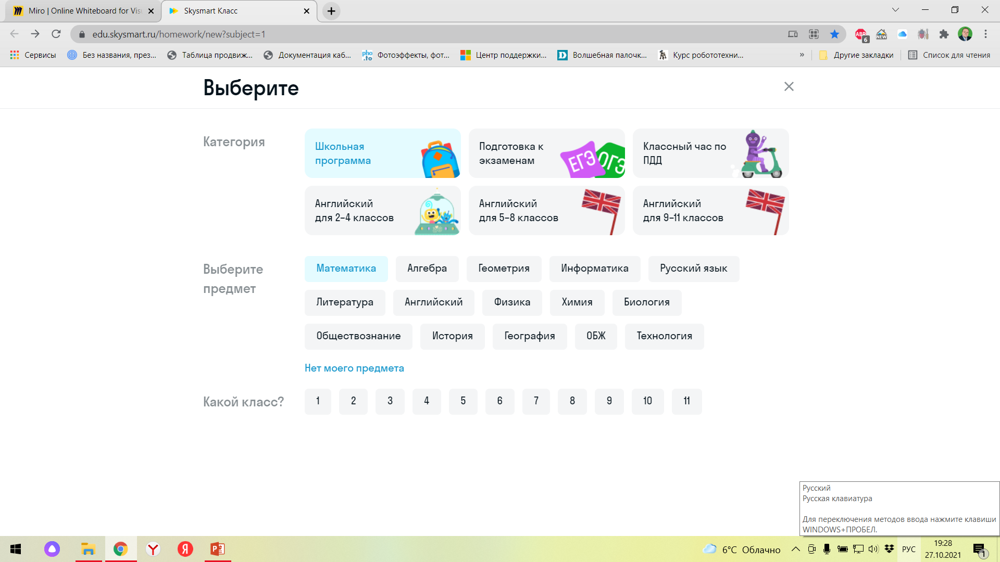 Miro | Online Whiteboard for Vis
Skysmart Класс
edu.skysmart.ru/homework/new?subject=1
ABP
6
NEW
Сервисы
Без названия, през...
Таблица продвиж...
Документация каб...
pho.to
Фотоэффекты, фот...
Центр поддержки...
D
Волшебная палочк...
Курс робототехни...
»
Другие закладки
Список для чтения
Выберите
Категория
Школьная
программа
Подготовка к
экзаменам
ЕГЭ
ОГЭ
Классный час по
ПДД
Английский
для 2–4 классов
Английский
для 5–8 классов
Английский
для 9–11 классов
Выберите
предмет
Математика
Алгебра
Геометрия
Информатика
Русский язык
Литература
Английский
Физика
Химия
Биология
Обществознание
История
География
ОБЖ
Технология
Нет моего предмета
Какой класс?
1
2
3
4
5
6
7
8
9
10
11
Русский
Русская клавиатура
Для переключения методов ввода нажмите клавиши
WINDOWS+ПРОБЕЛ.
Y
Я
P
6°C Облачно
РУС
19:28
27.10.2021
1